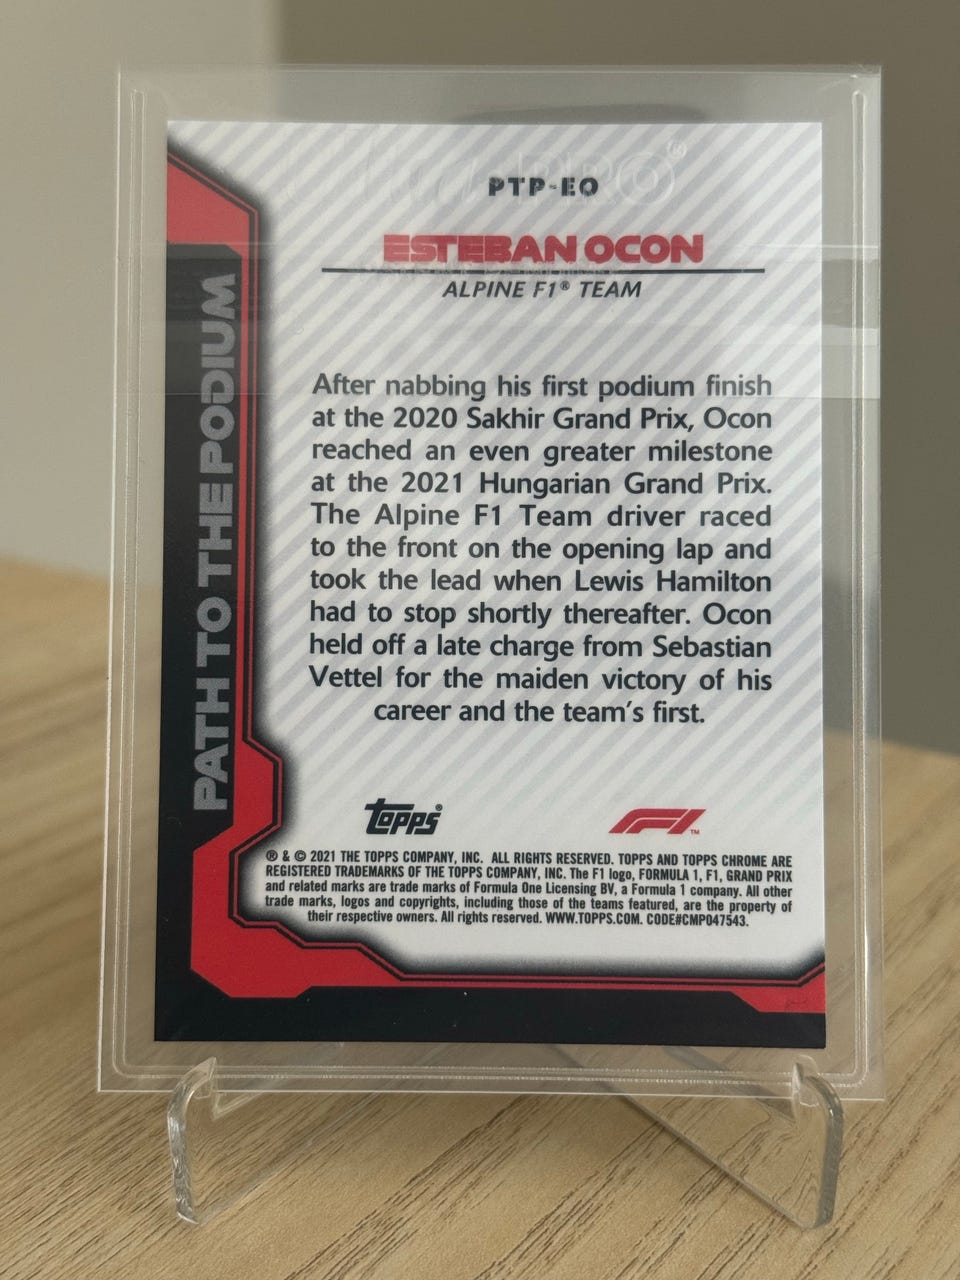 PTP-EO
ESTEBAN OCON
ALPINE F1® TEAM
PATH TO THE PODIUM
After nabbing his first podium finish
at the 2020 Sakhir Grand Prix, Ocon
reached an even greater milestone
at the 2021 Hungarian Grand Prix.
The Alpine F1 Team driver raced
to the front on the opening lap and
took the lead when Lewis Hamilton
had to stop shortly thereafter. Ocon
held off a late charge from Sebastian
Vettel for the maiden victory of his
career and the team's first.
Topps®
F1™
® & © 2021 THE TOPPS COMPANY, INC. ALL RIGHTS RESERVED. TOPPS AND TOPPS CHROME ARE
REGISTERED TRADEMARKS OF THE TOPPS COMPANY, INC. The F1 logo, FORMULA 1, F1, GRAND PRIX
and related marks are trade marks of Formula One Licensing BV, a Formula 1 company. All other
trade marks, logos and copyrights, including those of the teams featured, are the property of
their respective owners. All rights reserved. WWW.TOPPS.COM. CODE#CMP047543.